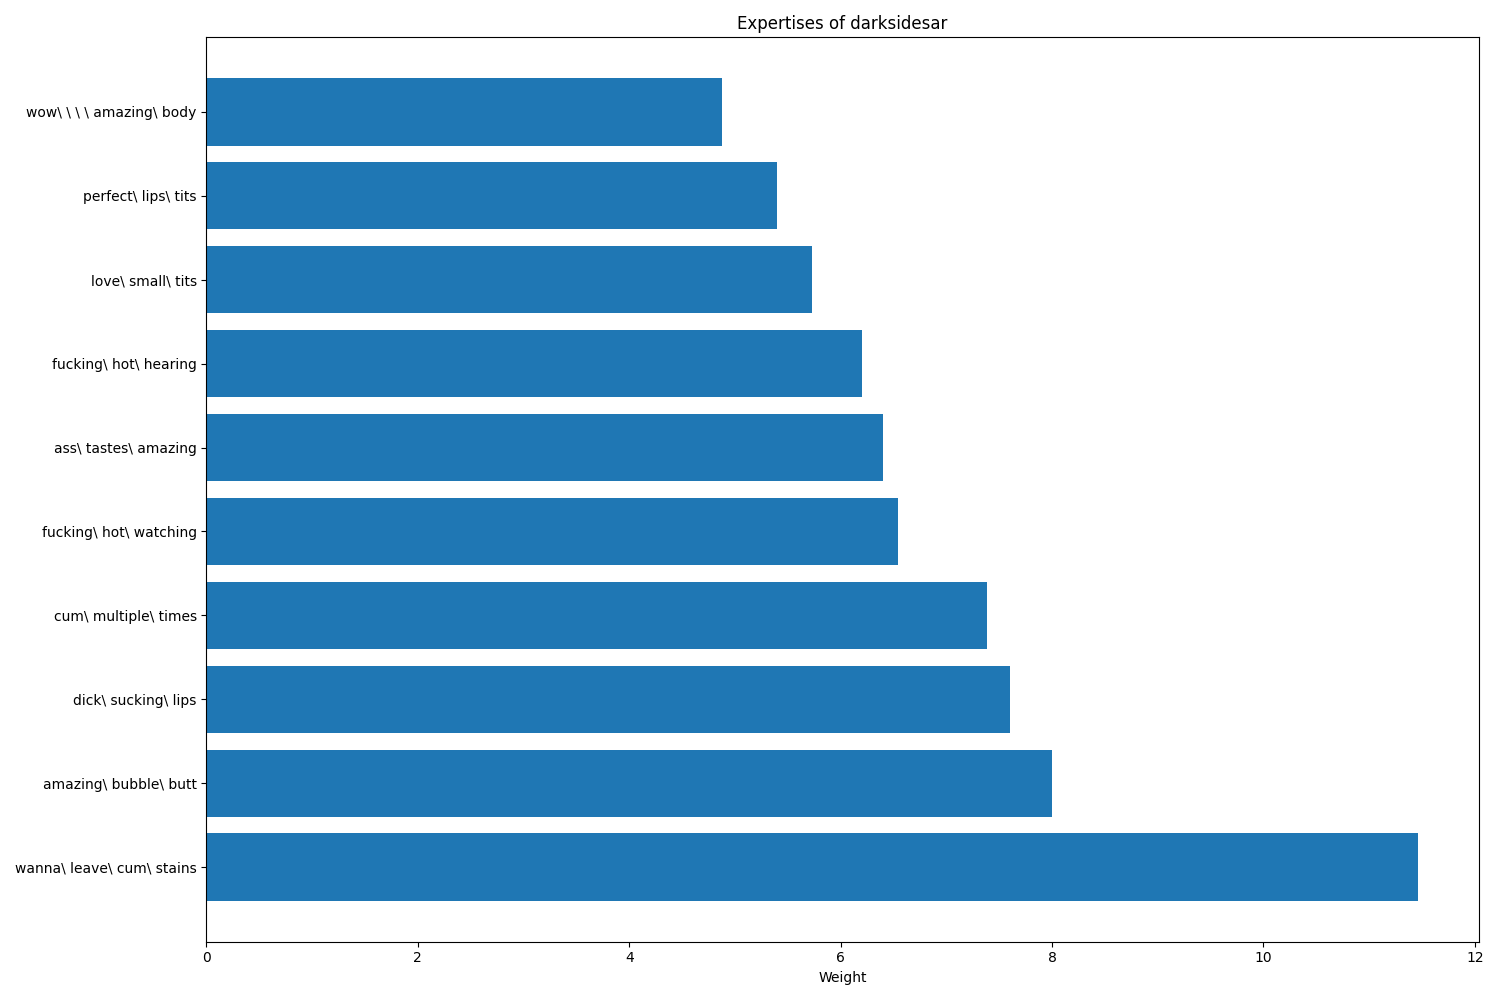 Expertises of darksidesar
wow\ \ \ \ amazing\ body
perfect\ lips\ tits
love\ small\ tits
fucking\ hot\ hearing
ass\ tastes\ amazing
fucking\ hot\ watching
cum\ multiple\ times
dick\ sucking\ lips
amazing\ bubble\ butt
wanna\ leave\ cum\ stains
0 2 4 6 8 10 12
Weight